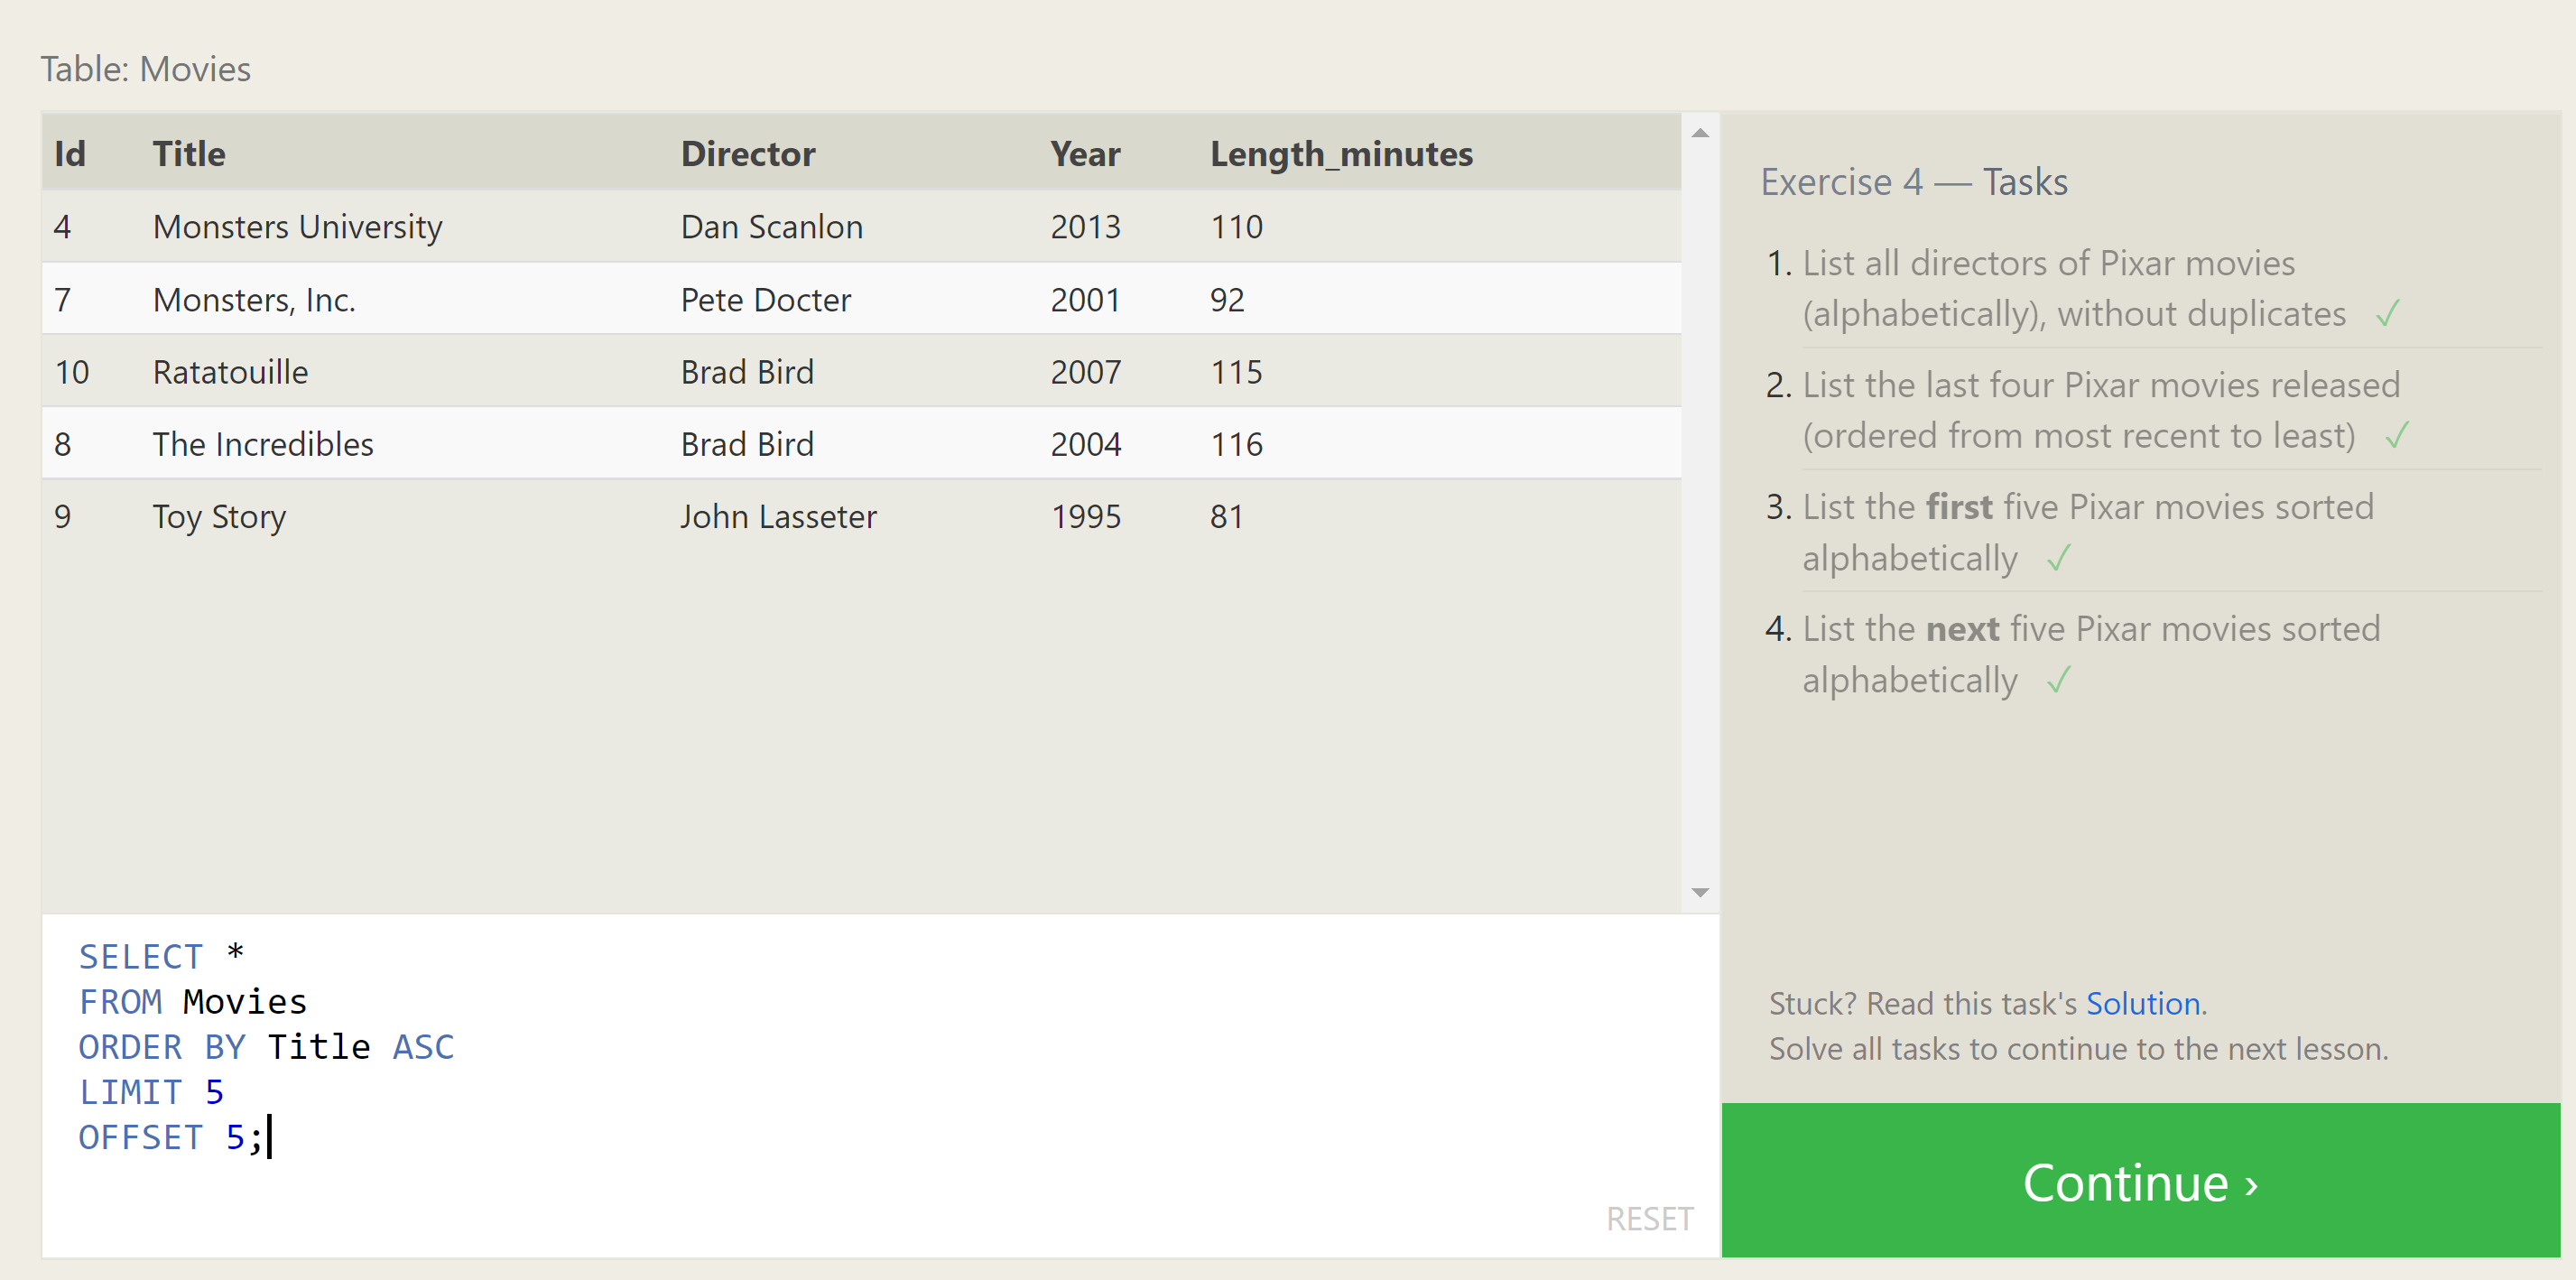 Table: Movies
Id Title Director Year Length_minutes
4 Monsters University Dan Scanlon 2013 110
7 Monsters, Inc. Pete Docter 2001 92
10 Ratatouille Brad Bird 2007 115
8 The Incredibles Brad Bird 2004 116
9 Toy Story John Lasseter 1995 81
SELECT *
FROM Movies
ORDER BY Title ASC
LIMIT 5
OFFSET 5;
RESET
Exercise 4 — Tasks
1. List all directors of Pixar movies
(alphabetically), without duplicates ✓
2. List the last four Pixar movies released
(ordered from most recent to least) ✓
3. List the first five Pixar movies sorted
alphabetically ✓
4. List the next five Pixar movies sorted
alphabetically ✓
Stuck? Read this task's Solution.
Solve all tasks to continue to the next lesson.
Continue ›